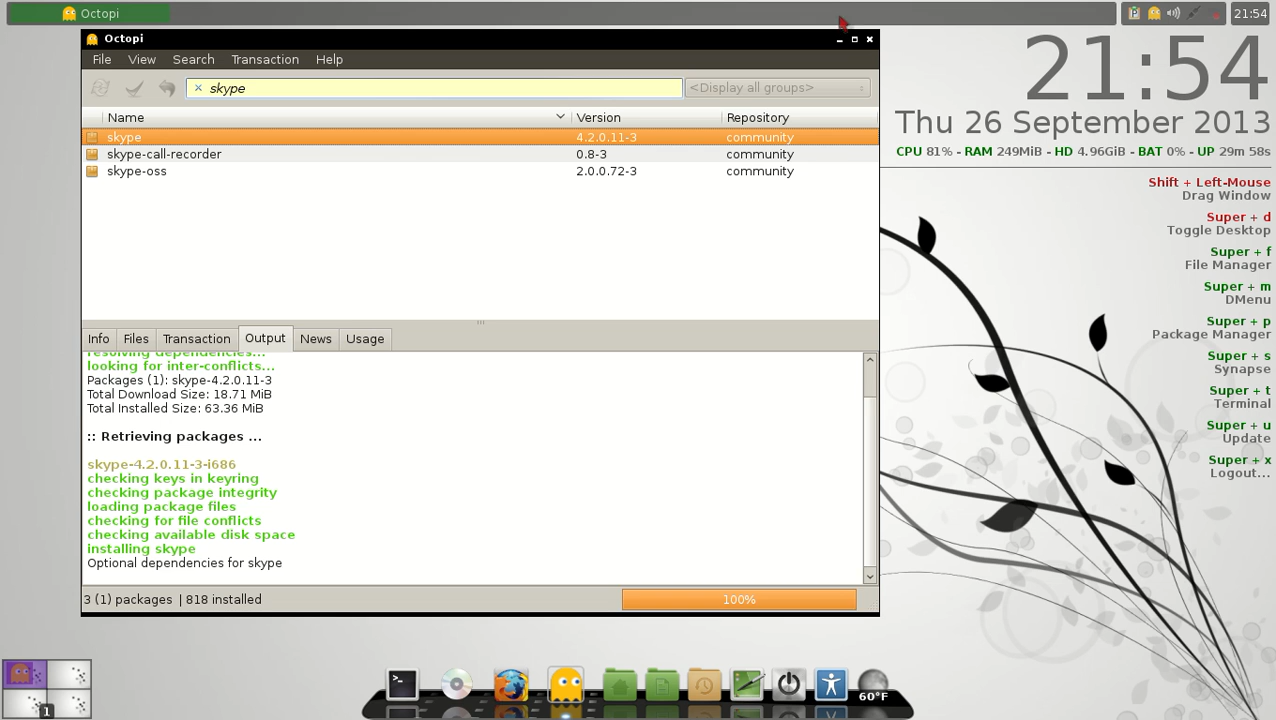 Octopi
21:54
Octopi
File View Search Transaction Help
skype
<Display all groups>
Name Version Repository
skype 4.2.0.11-3 community
skype-call-recorder 0.8-3 community
skype-oss 2.0.0.72-3 community
Info Files Transaction Output News Usage
resolving dependencies...
looking for inter-conflicts...
Packages (1): skype-4.2.0.11-3
Total Download Size: 18.71 MiB
Total Installed Size: 63.36 MiB
:: Retrieving packages ...
skype-4.2.0.11-3-i686
checking keys in keyring
checking package integrity
loading package files
checking for file conflicts
checking available disk space
installing skype
Optional dependencies for skype
3 (1) packages | 818 installed
100%
21:54
Thu 26 September 2013
CPU 81% - RAM 249MiB - HD 4.96GiB - BAT 0% - UP 29m 58s
Shift + Left-Mouse
Drag Window
Super + d
Toggle Desktop
Super + f
File Manager
Super + m
DMenu
Super + p
Package Manager
Super + s
Synapse
Super + t
Terminal
Super + u
Update
Super + x
Logout...
1
>_
60°F